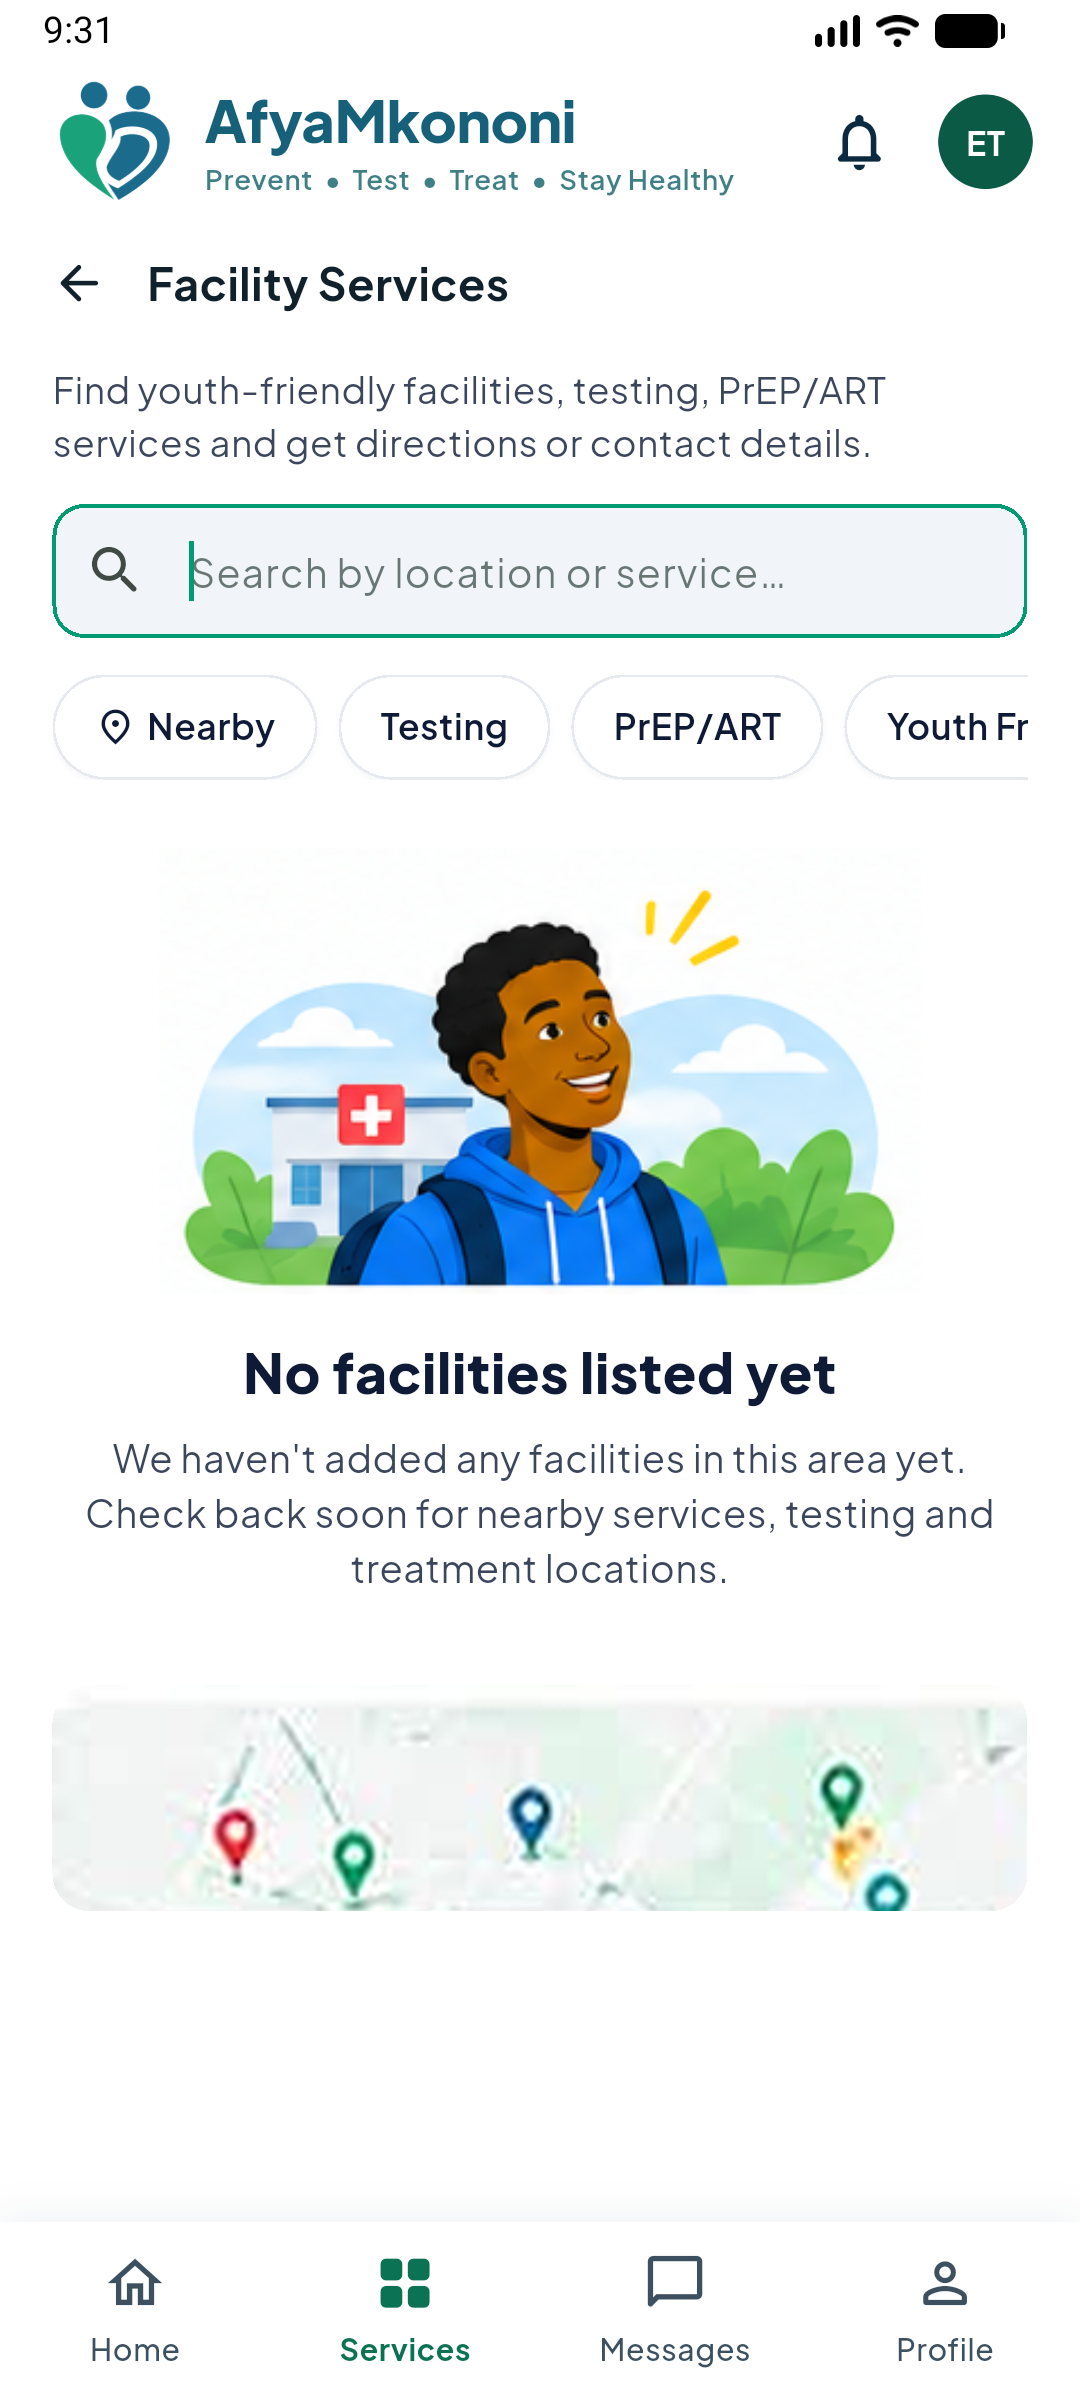 9:31
AfyaMkononi
Prevent • Test • Treat • Stay Healthy
ET
Facility Services
Find youth-friendly facilities, testing, PrEP/ART
services and get directions or contact details.
Search by location or service...
Nearby
Testing
PrEP/ART
Youth Fr
No facilities listed yet
We haven't added any facilities in this area yet.
Check back soon for nearby services, testing and
treatment locations.
Home
Services
Messages
Profile